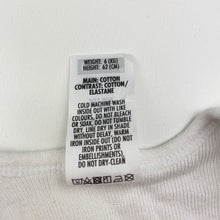 WEIGHT: 6 (KG)
HEIGHT: 62 (CM)
MAIN: COTTON
CONTRAST: COTTON/
ELASTANE
COLD MACHINE WASH
INSIDE OUT WITH LIKE
COLOURS, DO NOT BLEACH,
SOAK, RUB OR TUMBLE
DRY, LINE DRY IN SHADE
WITHOUT DELAY, WARM
IRON INSIDE OUT (DO NOT
IRON PRINTS OR
EMBELLISHMENTS),
DO NOT DRY-CLEAN